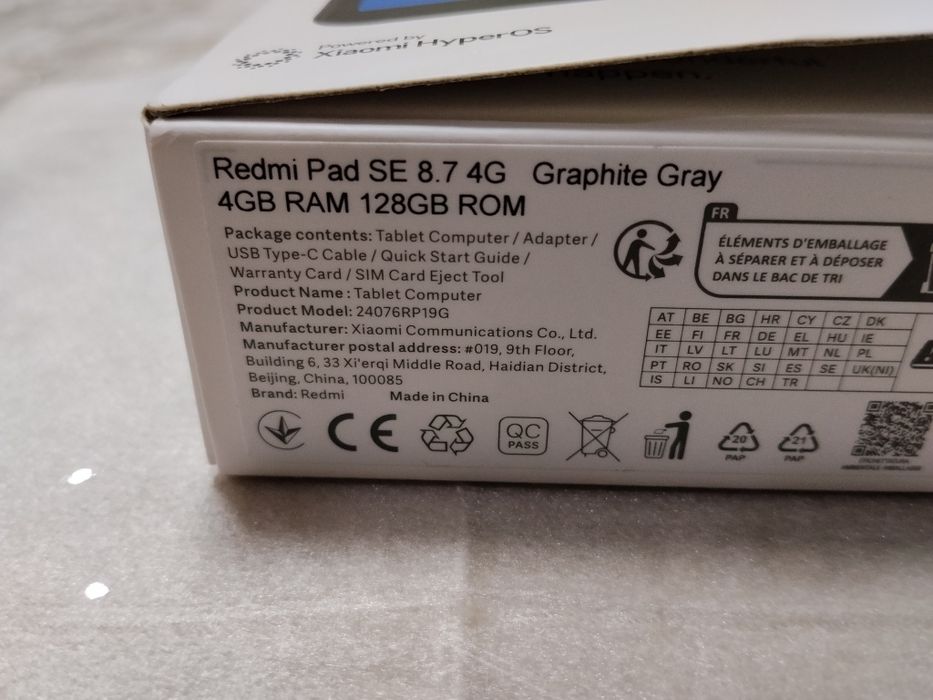 Powered by
Xiaomi HyperOS
happen.
Redmi Pad SE 8.7 4G Graphite Gray
4GB RAM 128GB ROM
Package contents: Tablet Computer / Adapter /
USB Type-C Cable / Quick Start Guide /
Warranty Card / SIM Card Eject Tool
Product Name : Tablet Computer
Product Model: 24076RP19G
Manufacturer: Xiaomi Communications Co., Ltd.
Manufacturer postal address: #019, 9th Floor,
Building 6, 33 Xi'erqi Middle Road, Haidian District,
Beijing, China, 100085
Brand: Redmi Made in China
FR
ÉLÉMENTS D'EMBALLAGE
À SÉPARER ET À DÉPOSER
DANS LE BAC DE TRI
AT BE BG HR CY CZ DK
EE FI FR DE EL HU IE
IT LV LT LU MT NL PL
PT RO SK SI ES SE UK(NI)
IS LI NO CH TR
CE
QC
PASS
20
PAP
21
PAP
ETICHETTATURA
AMBIENTALE IMBALLAGGI